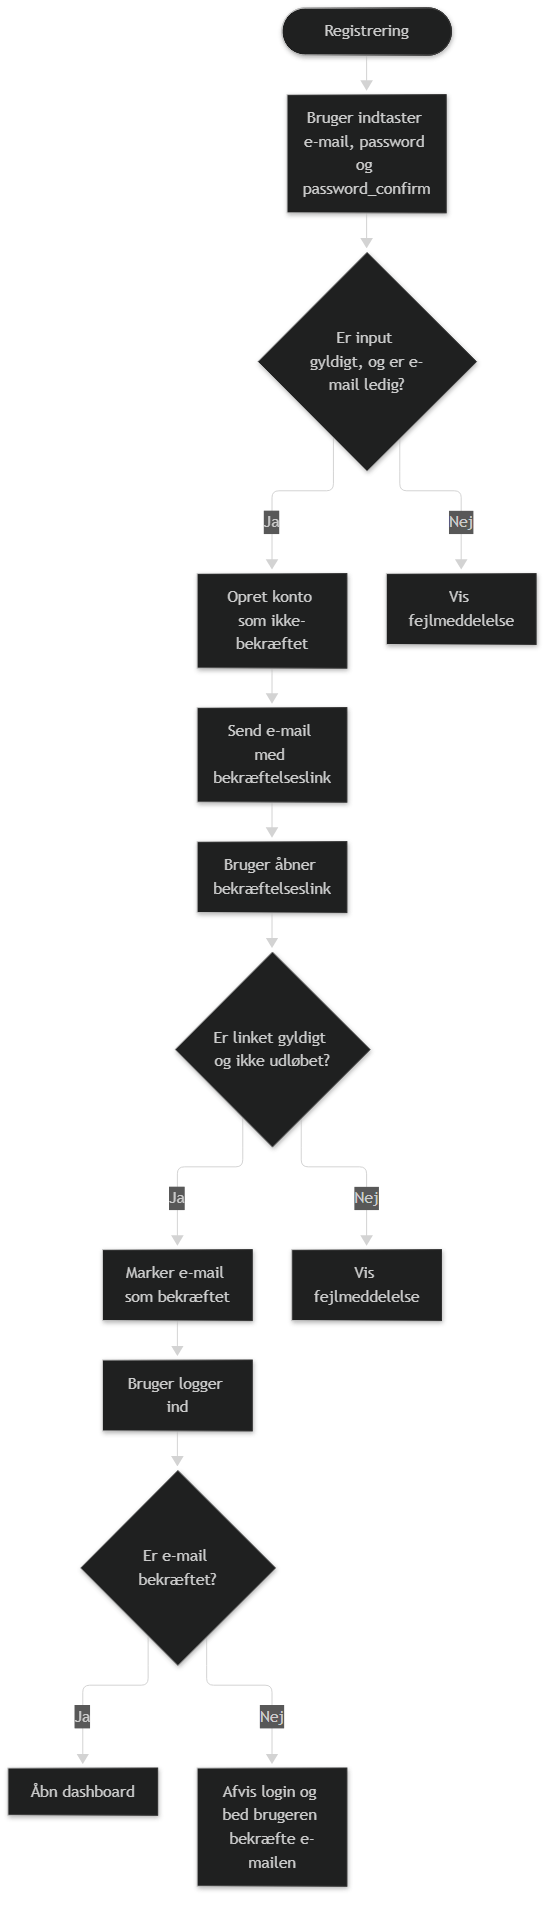 Registrering
Bruger indtaster
e-mail, password
og
password_confirm
Er input
gyldigt, og er e-
mail ledig?
Ja
Nej
Opret konto
som ikke-
bekræftet
Vis
fejlmeddelelse
Send e-mail
med
bekræftelseslink
Bruger åbner
bekræftelseslink
Er linket gyldigt
og ikke udløbet?
Ja
Nej
Marker e-mail
som bekræftet
Vis
fejlmeddelelse
Bruger logger
ind
Er e-mail
bekræftet?
Ja
Nej
Åbn dashboard
Afvis login og
bed brugeren
bekræfte e-
mailen